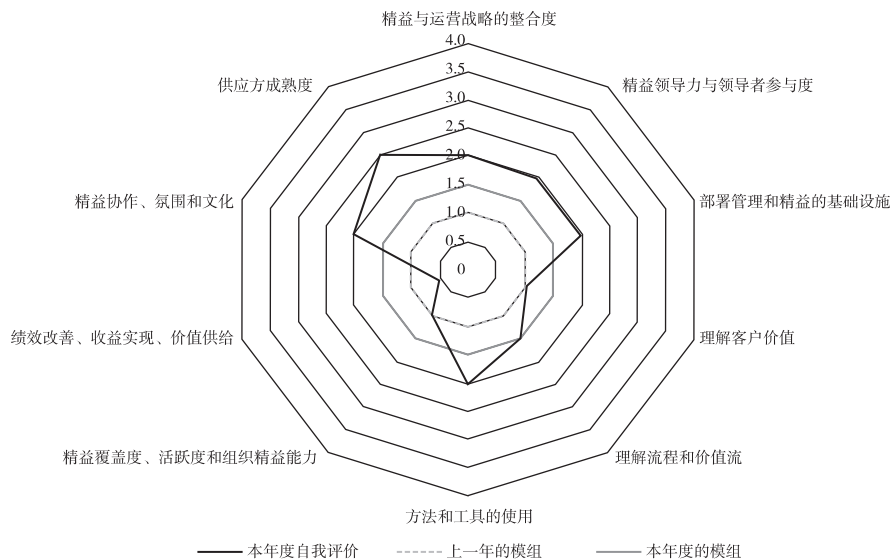 精益与运营战略的整合度
4.0
3.5
3.0
2.5
2.0
1.5
1.0
0.5
0
供应方成熟度
精益领导力与领导者参与度
精益协作、氛围和文化
部署管理和精益的基础设施
绩效改善、收益实现、价值供给
理解客户价值
精益覆盖度、活跃度和组织精益能力
理解流程和价值流
方法和工具的使用
本年度自我评价
上一年的模组
本年度的模组